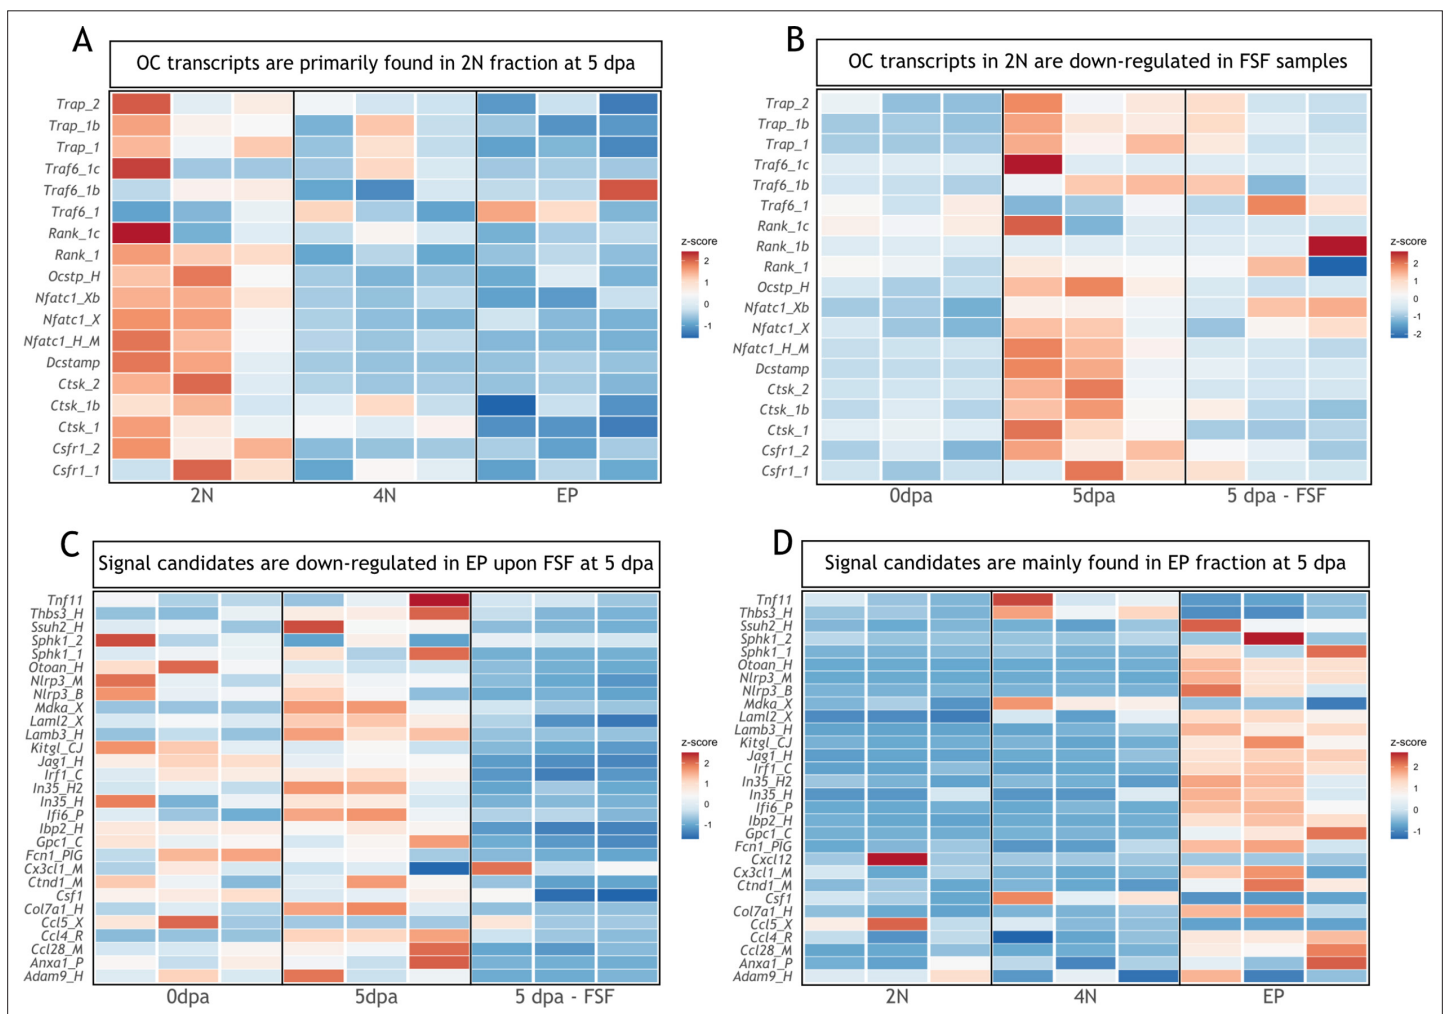 A
OC transcripts are primarily found in 2N fraction at 5 dpa
Trap_2
Trap_1b
Trap_1
Traf6_1c
Traf6_1b
Traf6_1
Rank_1c
Rank_1
Ocstp_H
Nfatc1_Xb
Nfatc1_X
Nfatc1_H_M
Dcstamp
Ctsk_2
Ctsk_1b
Ctsk_1
Csfr1_2
Csfr1_1
2N 4N EP
z-score
2
1
0
-1
B
OC transcripts in 2N are down-regulated in FSF samples
Trap_2
Trap_1b
Trap_1
Traf6_1c
Traf6_1b
Traf6_1
Rank_1c
Rank_1b
Rank_1
Ocstp_H
Nfatc1_Xb
Nfatc1_X
Nfatc1_H_M
Dcstamp
Ctsk_2
Ctsk_1b
Ctsk_1
Csfr1_2
Csfr1_1
0dpa 5dpa 5 dpa - FSF
z-score
2
1
0
-1
-2
C
Signal candidates are down-regulated in EP upon FSF at 5 dpa
Tnf11
Thbs3_H
Ssuh2_H
Sphk1_2
Sphk1_1
Otoan_H
Nlrp3_M
Nlrp3_B
Mdka_X
Laml2_X
Lamb3_H
Kitgl_CJ
Jag1_H
Irf1_C
In35_H2
In35_H
Ifi6_P
Ibp2_H
Gpc1_C
Fcn1_PIG
Cx3cl1_M
Ctnd1_M
Csf1
Col7a1_H
Ccl5_X
Ccl4_R
Ccl28_M
Anxa1_P
Adam9_H
0dpa 5dpa 5 dpa - FSF
z-score
2
1
0
-1
D
Signal candidates are mainly found in EP fraction at 5 dpa
Tnf11
Thbs3_H
Ssuh2_H
Sphk1_2
Sphk1_1
Otoan_H
Nlrp3_M
Nlrp3_B
Mdka_X
Laml2_X
Lamb3_H
Kitgl_CJ
Jag1_H
Irf1_C
In35_H2
In35_H
Ifi6_P
Ibp2_H
Gpc1_C
Fcn1_PIG
Cxcl12
Cx3cl1_M
Ctnd1_M
Csf1
Col7a1_H
Ccl5_X
Ccl4_R
Ccl28_M
Anxa1_P
Adam9_H
2N 4N EP
z-score
2
1
0
-1